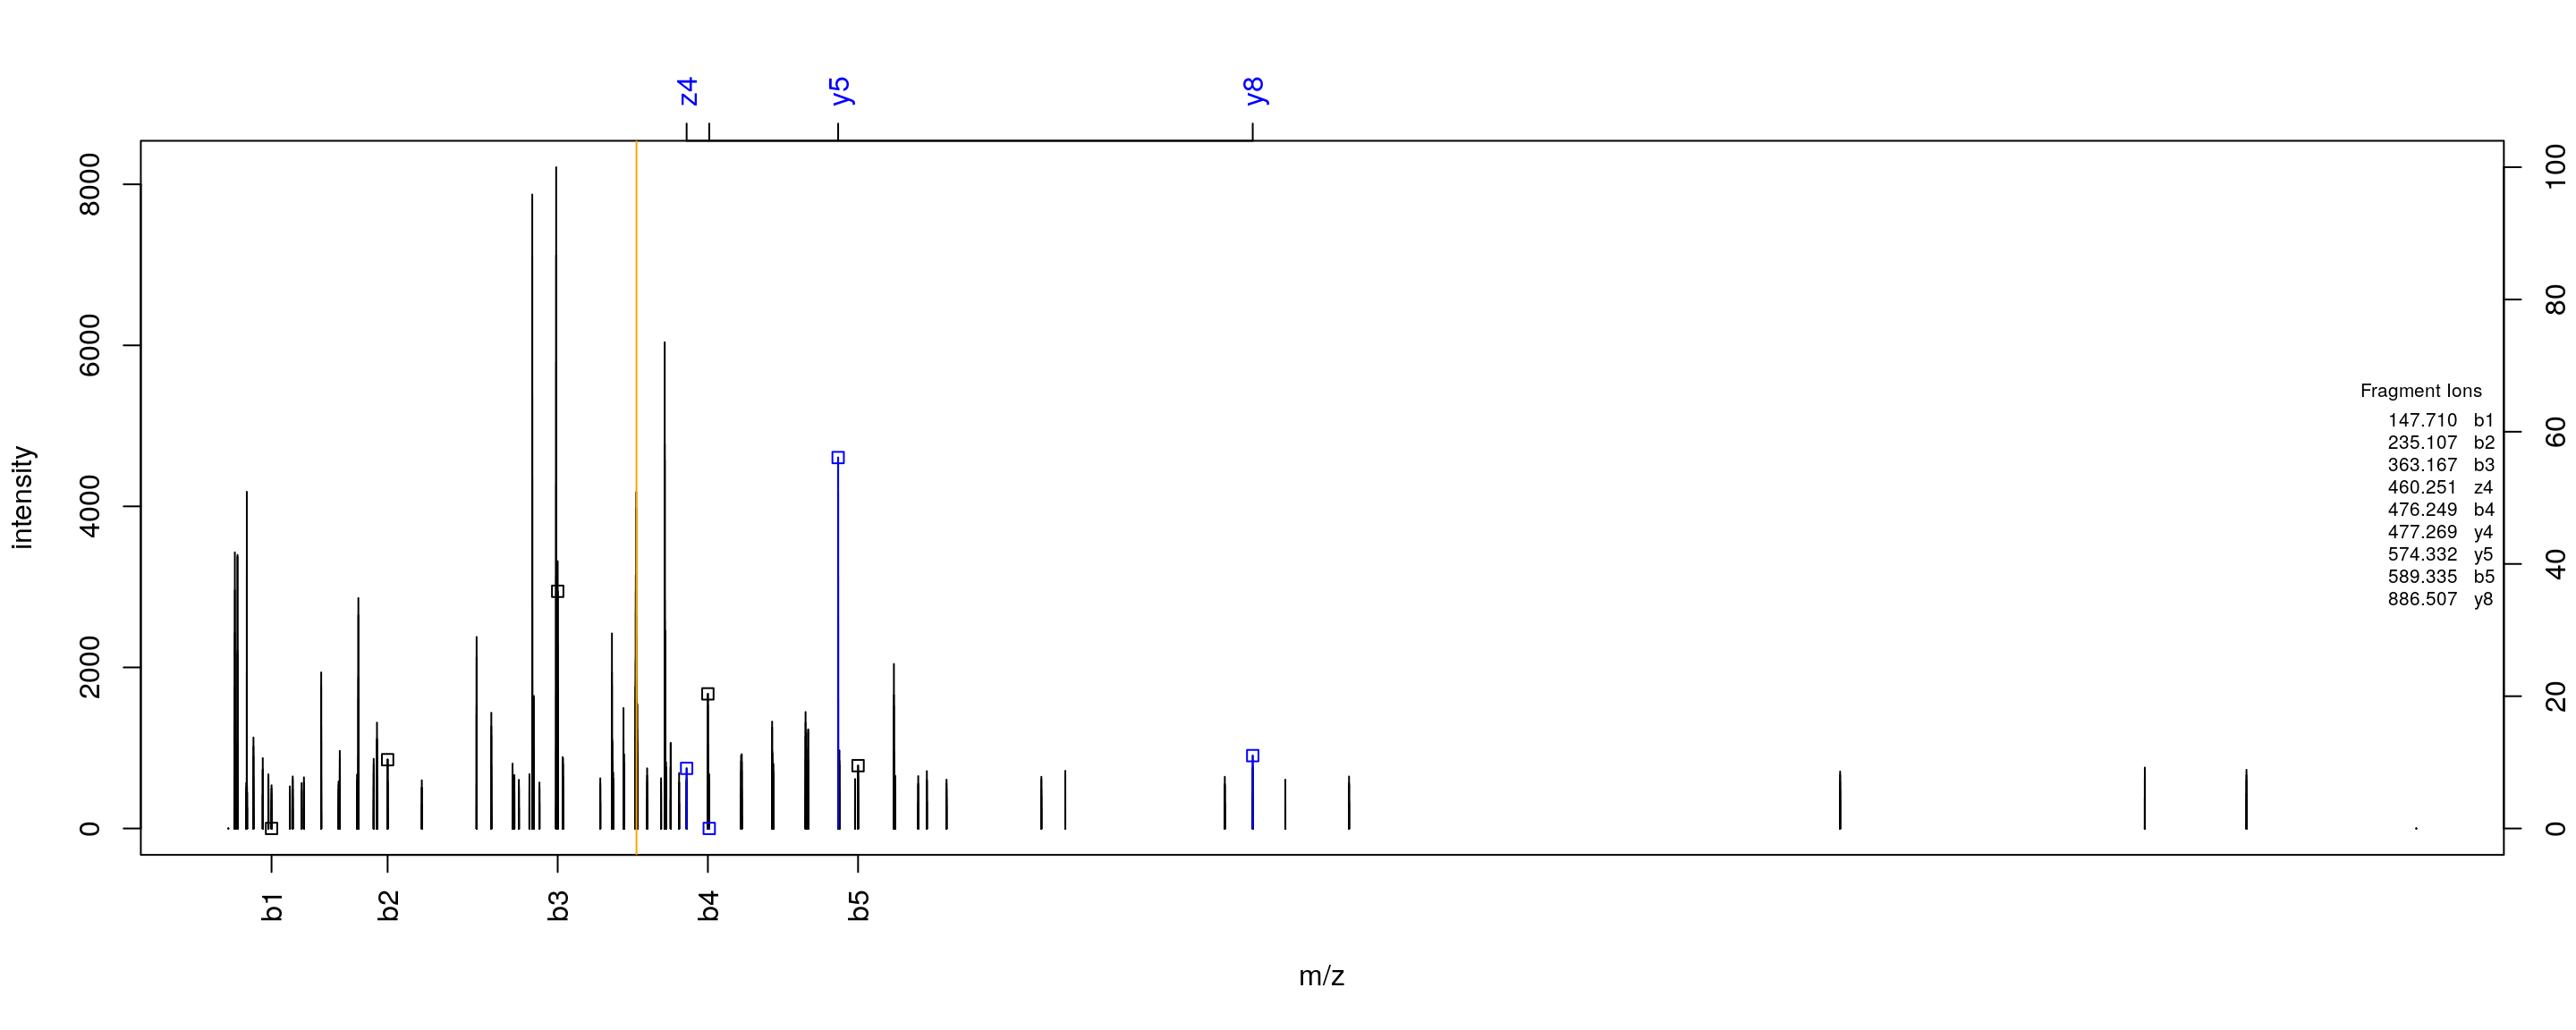 z4 y5 y8
8000
6000
4000
2000
0
intensity
100
80
60
40
20
0
Fragment Ions
147.710 b1
235.107 b2
363.167 b3
460.251 z4
476.249 b4
477.269 y4
574.332 y5
589.335 b5
886.507 y8
b1 b2 b3 b4 b5
m/z